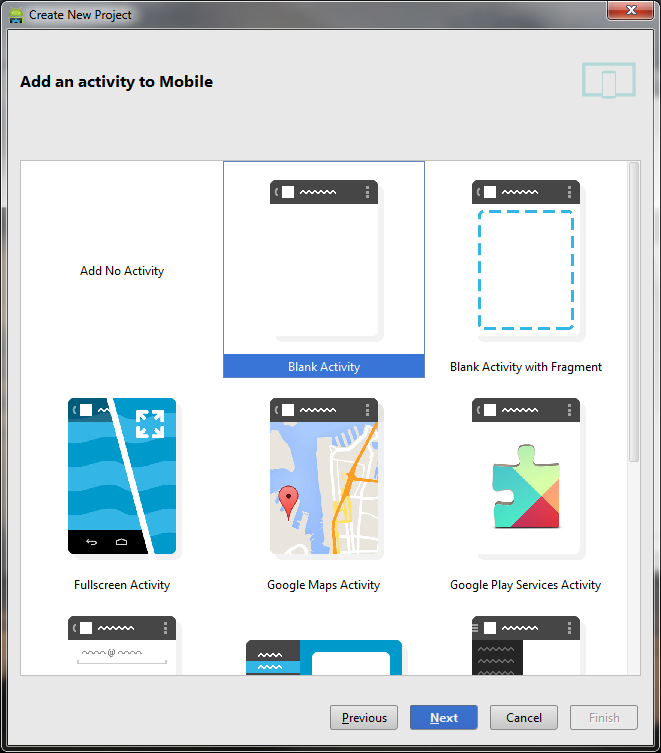 Create New Project
Add an activity to Mobile
Add No Activity
Blank Activity
Blank Activity with Fragment
Fullscreen Activity
Google Maps Activity
Google Play Services Activity
@
Previous
Next
Cancel
Finish